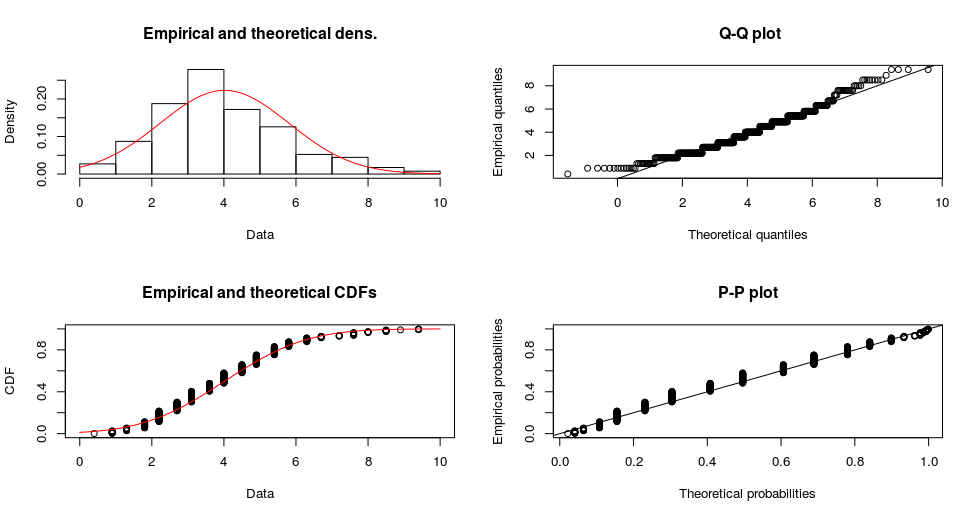 Empirical and theoretical dens.
Density
0.00 0.10 0.20
0 2 4 6 8 10
Data
Q-Q plot
Empirical quantiles
2 4 6 8
0 2 4 6 8 10
Theoretical quantiles
Empirical and theoretical CDFs
CDF
0.0 0.4 0.8
0 2 4 6 8 10
Data
P-P plot
Empirical probabilities
0.0 0.4 0.8
0.0 0.2 0.4 0.6 0.8 1.0
Theoretical probabilities